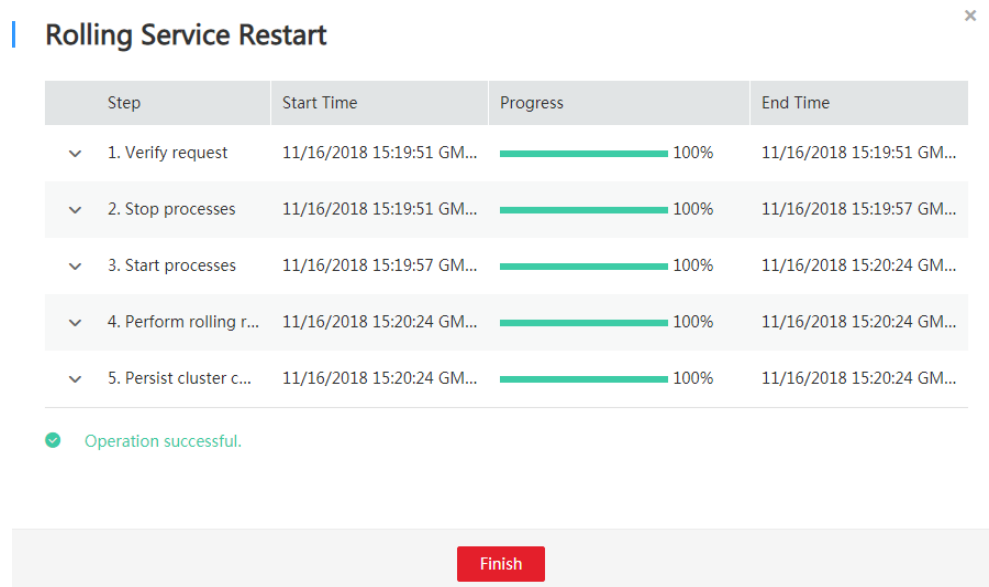 Rolling Service Restart
Step Start Time Progress End Time
1. Verify request 11/16/2018 15:19:51 GM... 100% 11/16/2018 15:19:51 GM...
2. Stop processes 11/16/2018 15:19:51 GM... 100% 11/16/2018 15:19:57 GM...
3. Start processes 11/16/2018 15:19:57 GM... 100% 11/16/2018 15:20:24 GM...
4. Perform rolling r... 11/16/2018 15:20:24 GM... 100% 11/16/2018 15:20:24 GM...
5. Persist cluster c... 11/16/2018 15:20:24 GM... 100% 11/16/2018 15:20:24 GM...
Operation successful.
Finish